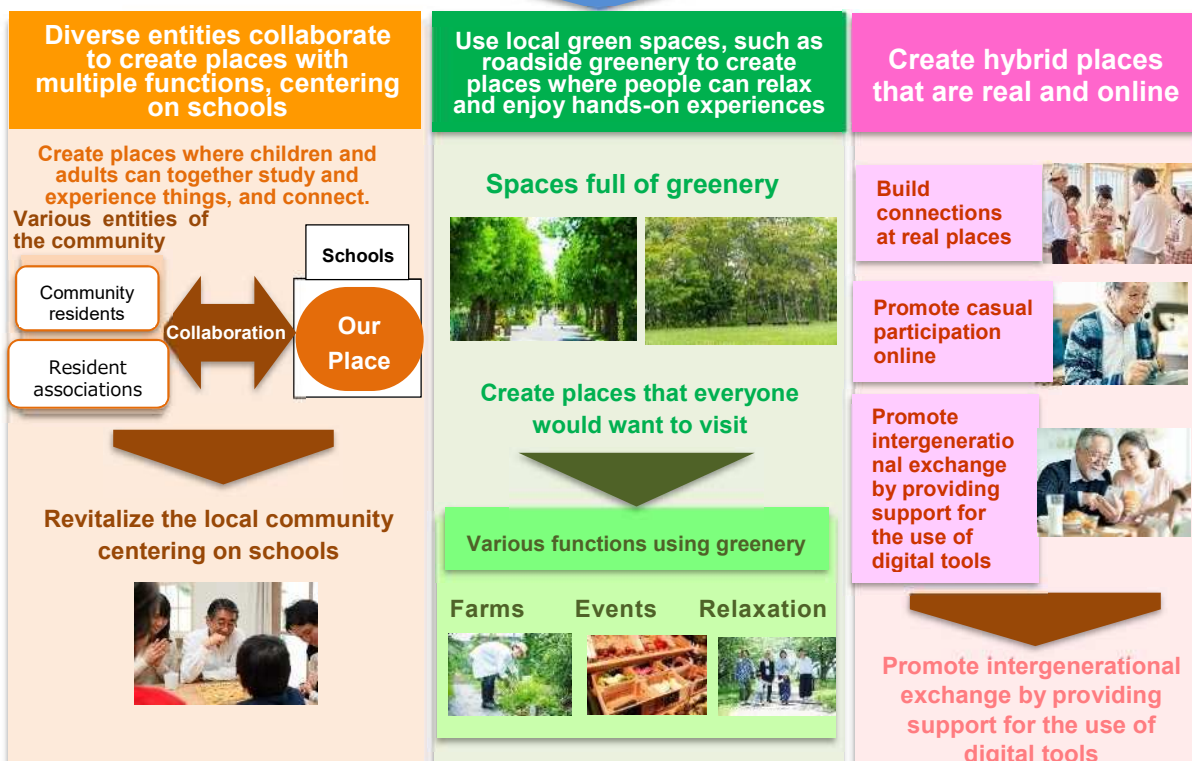 Diverse entities collaborate
to create places with
multiple functions, centering
on schools
Create places where children and
adults can together study and
experience things, and connect.
Various entities of
the community
Community
residents
Resident
associations
Collaboration
Schools
Our
Place
Revitalize the local community
centering on schools
Use local green spaces, such as
roadside greenery to create
places where people can relax
and enjoy hands-on experiences
Spaces full of greenery
Create places that everyone
would want to visit
Various functions using greenery
Farms
Events
Relaxation
Create hybrid places
that are real and online
Build
connections
at real places
Promote casual
participation
online
Promote
intergeneratio
nal exchange
by providing
support for
the use of
digital tools
Promote intergenerational
exchange by providing
support for the use of
digital tools